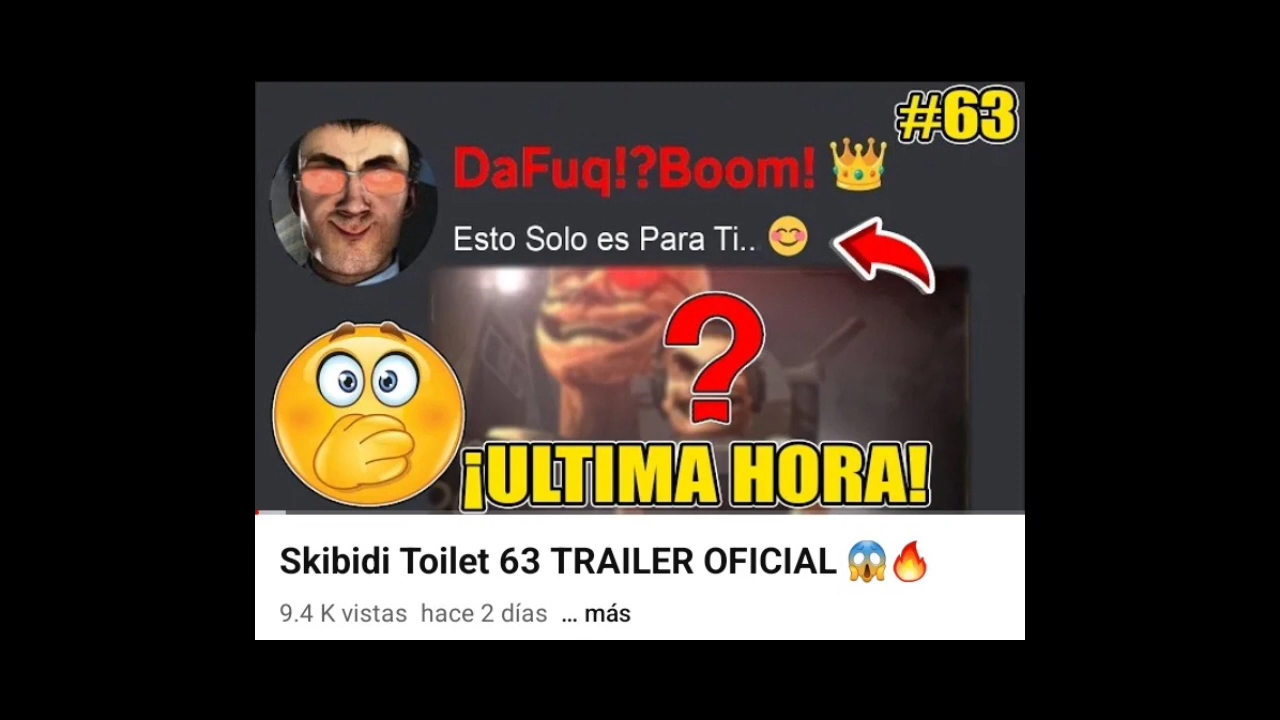 #63
DaFuq!?Boom! 👑
Esto Solo es Para Ti.. 😊
?
¡ULTIMA HORA!
Skibidi Toilet 63 TRAILER OFICIAL 😱🔥
9.4 K vistas hace 2 días ... más